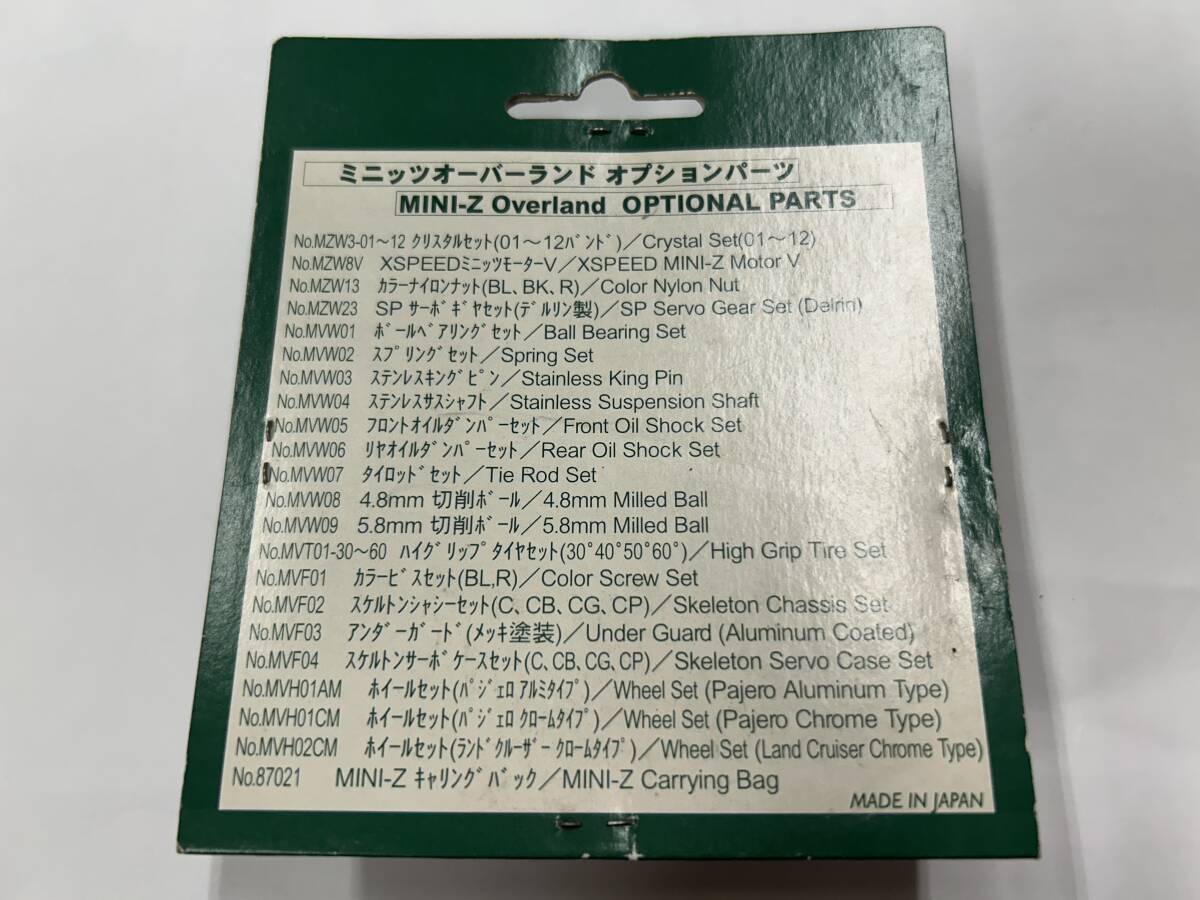 ミニッツオーバーランド オプションパーツ
MINI-Z Overland OPTIONAL PARTS
No.MZW3-01～12 ｸﾘｽﾀﾙｾｯﾄ(01～12ﾊﾞﾝﾄﾞ)／Crystal Set(01～12)
No.MZW8V XSPEEDﾐﾆｯﾂﾓｰﾀｰV／XSPEED MINI-Z Motor V
No.MZW13 ｶﾗｰﾅｲﾛﾝﾅｯﾄ(BL、BK、R)／Color Nylon Nut
No.MZW23 SP ｻｰﾎﾞｷﾞﾔｾｯﾄ(ﾃﾞﾙﾘﾝ製)／SP Servo Gear Set (Delrin)
No.MVW01 ﾎﾞｰﾙﾍﾞｱﾘﾝｸﾞｾｯﾄ／Ball Bearing Set
No.MVW02 ｽﾌﾟﾘﾝｸﾞｾｯﾄ／Spring Set
No.MVW03 ｽﾃﾝﾚｽｷﾝｸﾞﾋﾟﾝ／Stainless King Pin
No.MVW04 ｽﾃﾝﾚｽｻｽｼｬﾌﾄ／Stainless Suspension Shaft
No.MVW05 ﾌﾛﾝﾄｵｲﾙﾀﾞﾝﾊﾟｰｾｯﾄ／Front Oil Shock Set
No.MVW06 ﾘﾔｵｲﾙﾀﾞﾝﾊﾟｰｾｯﾄ／Rear Oil Shock Set
No.MVW07 ﾀｲﾛｯﾄﾞｾｯﾄ／Tie Rod Set
No.MVW08 4.8mm 切削ﾎﾞｰﾙ／4.8mm Milled Ball
No.MVW09 5.8mm 切削ﾎﾞｰﾙ／5.8mm Milled Ball
No.MVT01-30～60 ﾊｲｸﾞﾘｯﾌﾟﾀｲﾔｾｯﾄ(30°40°50°60°)／High Grip Tire Set
No.MVF01 ｶﾗｰﾋﾞｽｾｯﾄ(BL,R)／Color Screw Set
No.MVF02 ｽｹﾙﾄﾝｼｬｼｰｾｯﾄ(C、CB、CG、CP)／Skeleton Chassis Set
No.MVF03 ｱﾝﾀﾞｰｶﾞｰﾄﾞ(ﾒｯｷ塗装)／Under Guard (Aluminum Coated)
No.MVF04 ｽｹﾙﾄﾝｻｰﾎﾞｹｰｽｾｯﾄ(C、CB、CG、CP)／Skeleton Servo Case Set
No.MVH01AM ﾎｲｰﾙｾｯﾄ(ﾊﾟｼﾞｪﾛ ｱﾙﾐﾀｲﾌﾟ)／Wheel Set (Pajero Aluminum Type)
No.MVH01CM ﾎｲｰﾙｾｯﾄ(ﾊﾟｼﾞｪﾛ ｸﾛｰﾑﾀｲﾌﾟ)／Wheel Set (Pajero Chrome Type)
No.MVH02CM ﾎｲｰﾙｾｯﾄ(ﾗﾝﾄﾞｸﾙｰｻﾞｰ ｸﾛｰﾑﾀｲﾌﾟ)／Wheel Set (Land Cruiser Chrome Type)
No.87021 MINI-Z ｷｬﾘﾝｸﾞﾊﾞｯｸ／MINI-Z Carrying Bag
MADE IN JAPAN